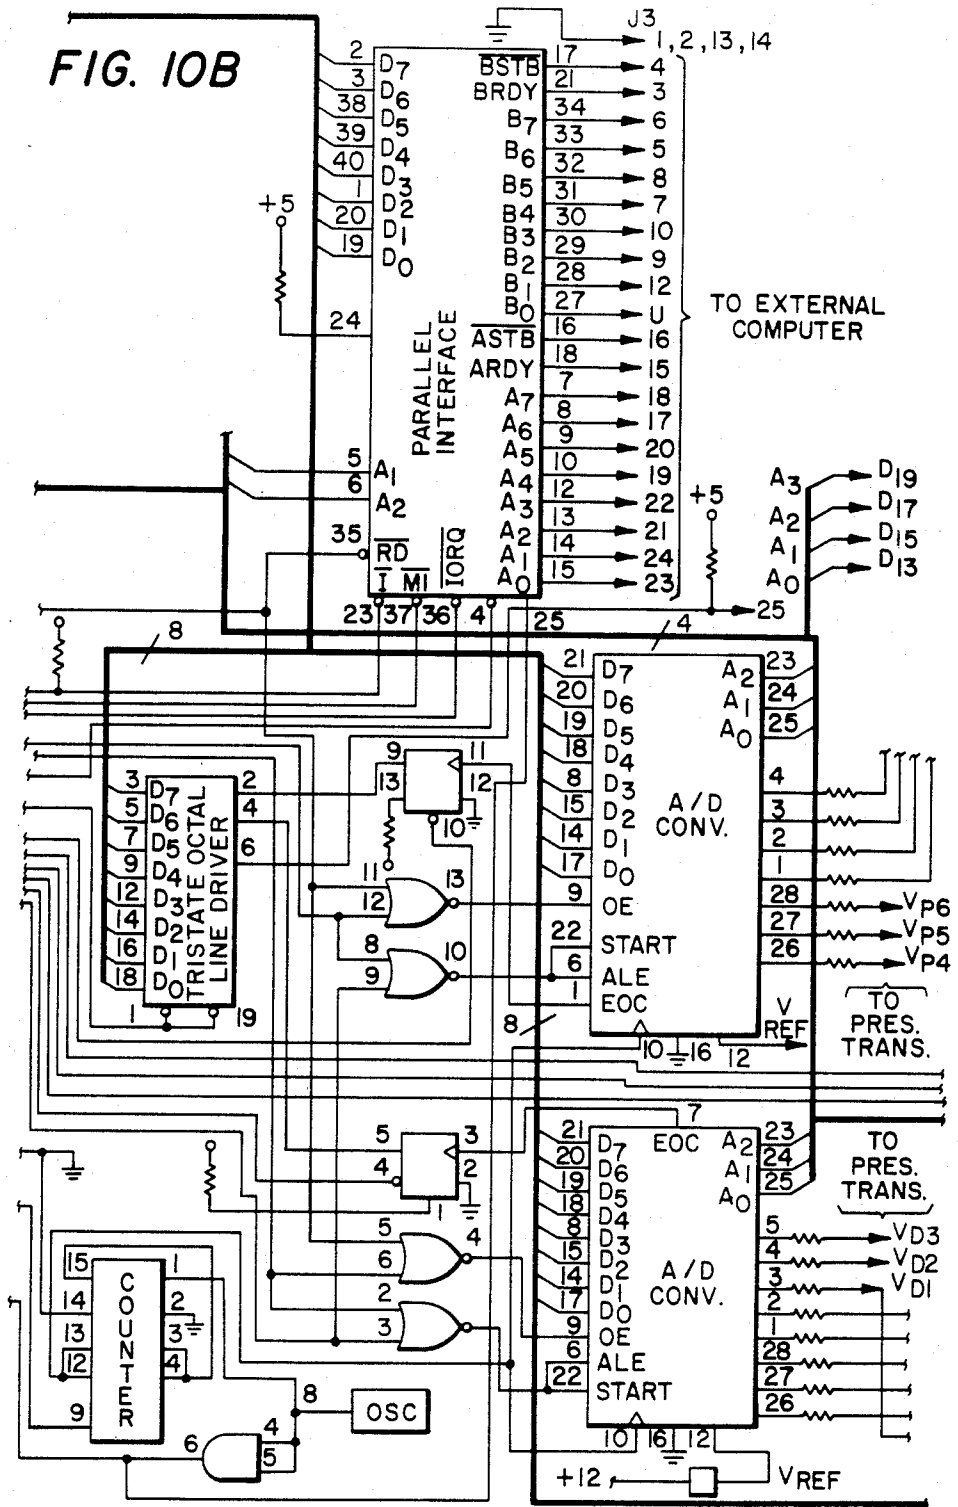 FIG. 10B
J3
1, 2, 13, 14
2 D7
3 D6
38 D5
39 D4
40 D3
1 D2
20 D1
19 D0
+5
24
PARALLEL
INTERFACE
BSTB 17 4
BRDY 21 3
B7 34 6
B6 33 5
B5 32 8
B4 31 7
B3 30 10
B2 29 9
B1 28 12
B0 27 U
ASTB 16 16
ARDY 18 15
A7 7 18
A6 8 17
A5 9 20
A4 10 19
A3 12 22
A2 13 21
A1 14 24
A0 15 23
TO EXTERNAL
COMPUTER
5 A1
6 A2
35 RD
I MI IORQ
23 37 36 4 25
+5
25
A3 D19
A2 D17
A1 D15
A0 D13
8
4
3 D7
5 D6
7 D5
9 D4
12 D3
14 D2
16 D1
18 D0
TRISTATE OCTAL
LINE DRIVER
2
4
6
1 19
9 11
13 12
10
11
12
13
8
9
10
21 D7
20 D6
19 D5
18 D4
8 D3
15 D2
14 D1
17 D0
9 OE
22 START
6 ALE
1 EOC
A/D
CONV.
A2 23
A1 24
A0 25
4
3
2
1
28 VP6
27 VP5
26 VP4
TO
PRES.
TRANS.
V
REF
10 16 12
8
5 3
4 2
1
5
6
4
2
3
7
EOC
21 D7
20 D6
19 D5
18 D4
8 D3
15 D2
14 D1
17 D0
9 OE
6 ALE
22 START
A/D
CONV.
A2 23
A1 24
A0 25
TO
PRES.
TRANS.
5 VD3
4 VD2
3 VD1
2
1
28
27
26
10 16 12
+12
VREF
COUNTER
15 1
14 2
13 3
12 4
9
8
OSC
6
4
5